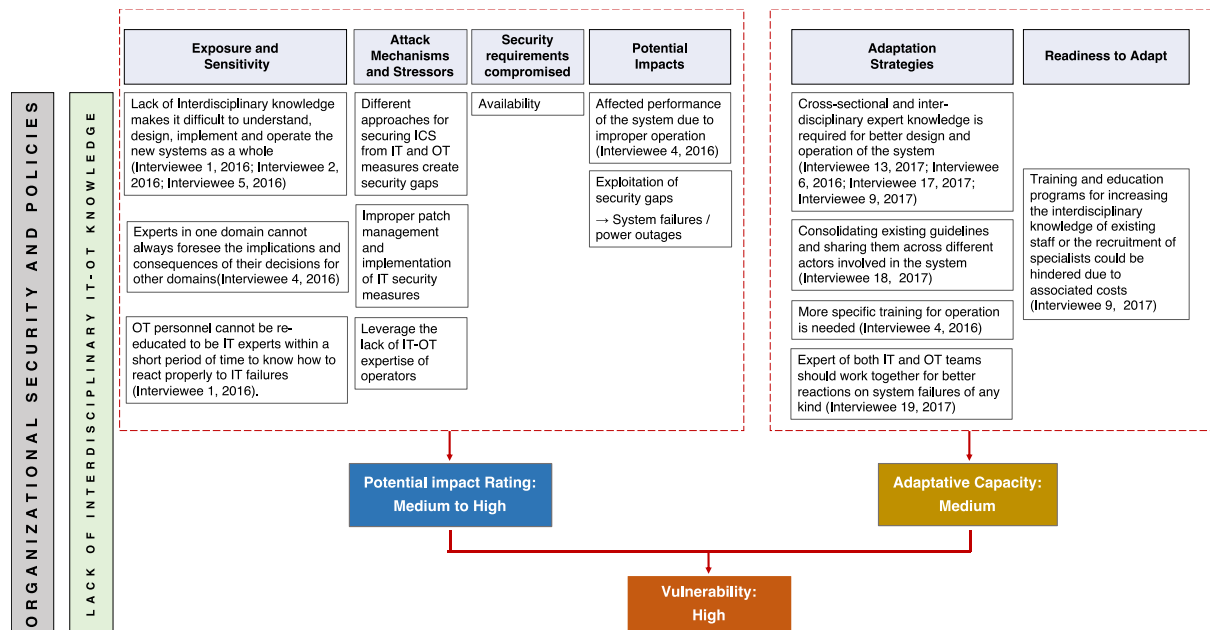 ORGANIZATIONAL SECURITY AND POLICIES
LACK OF INTERDISCIPLINARY IT-OT KNOWLEDGE
Exposure and
Sensitivity
Lack of Interdisciplinary knowledge
makes it difficult to understand,
design, implement and operate the
new systems as a whole
(Interviewee 1, 2016; Interviewee 2,
2016; Interviewee 5, 2016)
Experts in one domain cannot
always foresee the implications and
consequences of their decisions for
other domains(Interviewee 4, 2016)
OT personnel cannot be re-
educated to be IT experts within a
short period of time to know how to
react properly to IT failures
(Interviewee 1, 2016).
Attack
Mechanisms
and Stressors
Different
approaches for
securing ICS
from IT and OT
measures create
security gaps
Improper patch
management and
implementation
of IT security
measures
Leverage the
lack of IT-OT
expertise of
operators
Security
requirements
compromised
Availability
Potential
Impacts
Affected performance
of the system due to
improper operation
(Interviewee 4, 2016)
Exploitation of
security gaps
→ System failures /
power outages
Adaptation
Strategies
Cross-sectional and inter-
disciplinary expert knowledge is
required for better design and
operation of the system
(Interviewee 13, 2017; Interviewee
6, 2016; Interviewee 17, 2017;
Interviewee 9, 2017)
Consolidating existing guidelines
and sharing them across different
actors involved in the system
(Interviewee 18, 2017)
More specific training for operation
is needed (Interviewee 4, 2016)
Expert of both IT and OT teams
should work together for better
reactions on system failures of any
kind (Interviewee 19, 2017)
Readiness to Adapt
Training and education
programs for increasing
the interdisciplinary
knowledge of existing
staff or the recruitment of
specialists could be
hindered due to
associated costs
(Interviewee 9, 2017)
Potential impact Rating:
Medium to High
Adaptative Capacity:
Medium
Vulnerability:
High